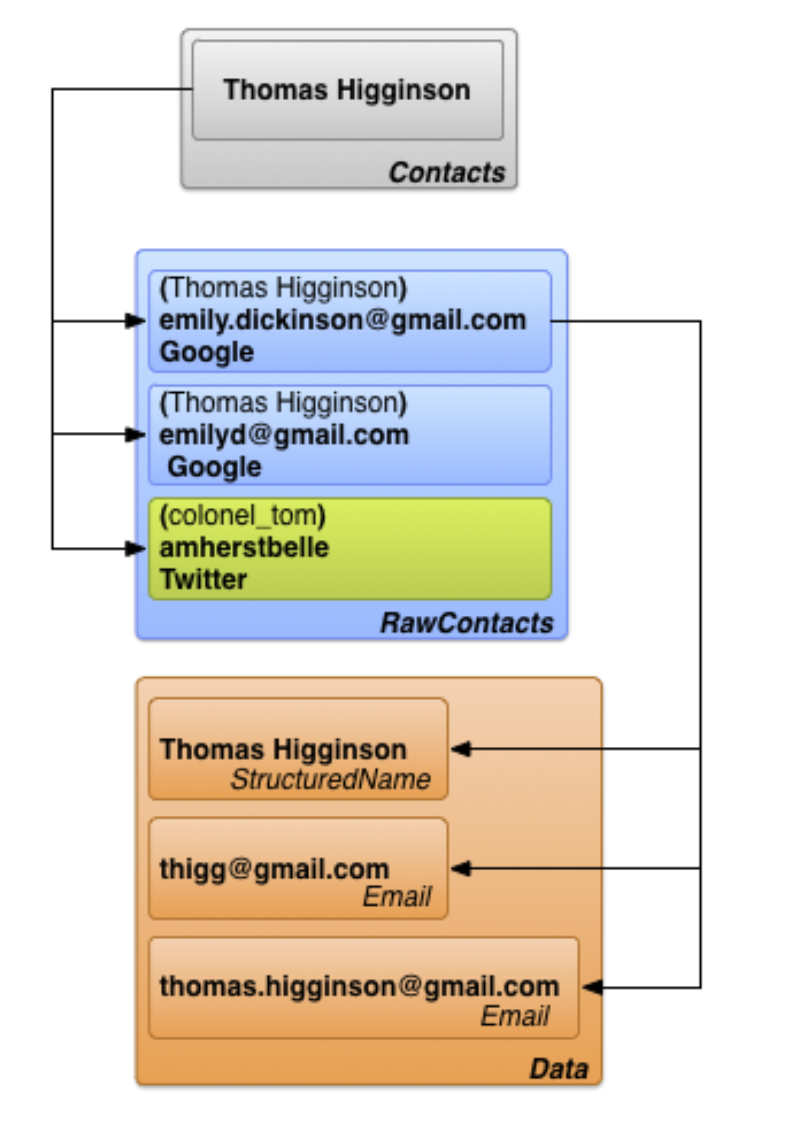 Thomas Higginson
Contacts
(Thomas Higginson)
emily.dickinson@gmail.com
Google
(Thomas Higginson)
emilyd@gmail.com
Google
(colonel_tom)
amherstbelle
Twitter
RawContacts
Thomas Higginson
StructuredName
thigg@gmail.com
Email
thomas.higginson@gmail.com
Email
Data